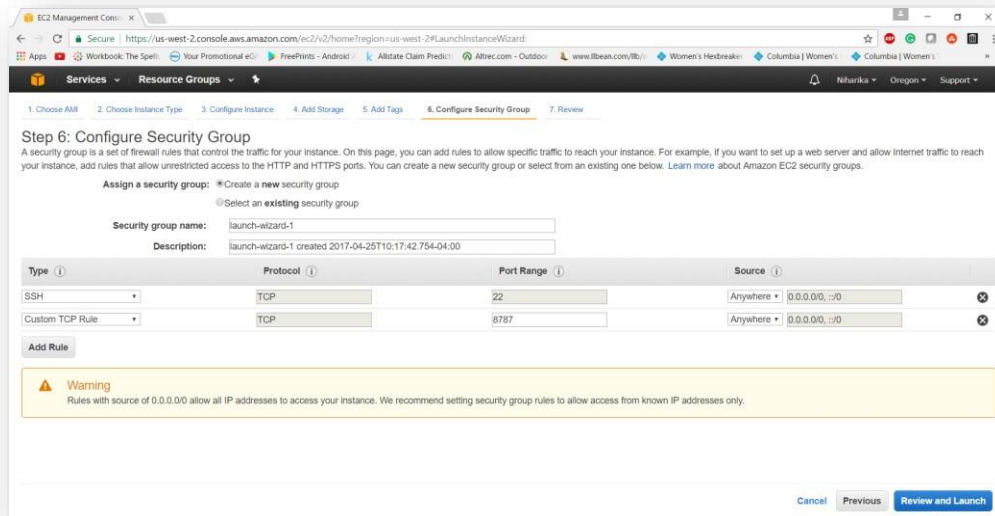 EC2 Management Conso
Secure | https://us-west-2.console.aws.amazon.com/ec2/v2/home?region=us-west-2#LaunchInstanceWizard:
Apps Workbook: The Spelli Your Promotional eGi FreePrints - Android A Allstate Claim Predicti Altrec.com - Outdoor www.llbean.com/llb/s Women's Hexbreaker Columbia | Women's Columbia | Women's
Services Resource Groups Niharika Oregon Support
1. Choose AMI 2. Choose Instance Type 3. Configure Instance 4. Add Storage 5. Add Tags 6. Configure Security Group 7. Review
Step 6: Configure Security Group
A security group is a set of firewall rules that control the traffic for your instance. On this page, you can add rules to allow specific traffic to reach your instance. For example, if you want to set up a web server and allow Internet traffic to reach
your instance, add rules that allow unrestricted access to the HTTP and HTTPS ports. You can create a new security group or select from an existing one below. Learn more about Amazon EC2 security groups.
Assign a security group: Create a new security group
Select an existing security group
Security group name: launch-wizard-1
Description: launch-wizard-1 created 2017-04-25T10:17:42.754-04:00
Type Protocol Port Range Source
SSH TCP 22 Anywhere 0.0.0.0/0, ::/0
Custom TCP Rule TCP 8787 Anywhere 0.0.0.0/0, ::/0
Add Rule
Warning
Rules with source of 0.0.0.0/0 allow all IP addresses to access your instance. We recommend setting security group rules to allow access from known IP addresses only.
Cancel Previous Review and Launch